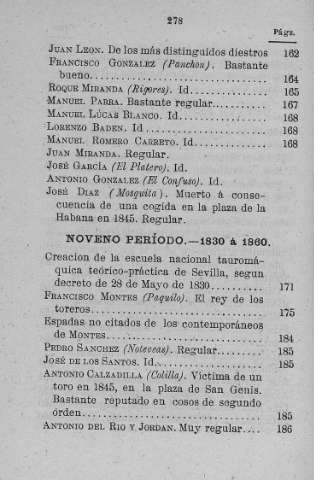 278
Págs.
JUAN LEON. De los más distinguidos diestros 162
FRANCISCO GONZALEZ (Panchon). Bastante
bueno........................................ 164
ROQUE MIRANDA (Rigores). Id................ 165
MANUEL PARRA. Bastante regular........... 167
MANUEL LÚCAS BLANCO. Id................. 168
LORENZO BADEN. Id ........................ 168
MANUEL ROMERO CARRETO. Id.............. 168
JUAN MIRANDA. Regular.
JOSÉ GARCÍA (El Platero). Id.
ANTONIO GONZALEZ (El Confuso). Id.
JOSÉ DIAZ (Mosquita). Muerto á conse-
cuencia de una cogida en la plaza de la
Habana en 1845. Regular.
NOVENO PERÍODO.—1830 á 1860.
Creacion de la escuela nacional tauromá-
quica teórico-práctica de Sevilla, segun
decreto de 28 de Mayo de 1830.......... 171
FRANCISCO MONTES (Paquilo). El rey de los
toreros...................................... 175
Espadas no citados de los contemporáneos
de MONTES................................... 184
PEDRO SANCHEZ (Noteveas). Regular......... 185
JOSÉ DE LOS SANTOS. Id..................... 185
ANTONIO CALZADILLA (Colilla). Víctima de un
toro en 1845, en la plaza de San Genis.
Bastante reputado en cosos de segundo
órden........................................ 185
ANTONIO DEL RIO Y JORDAN. Muy regular.... 186